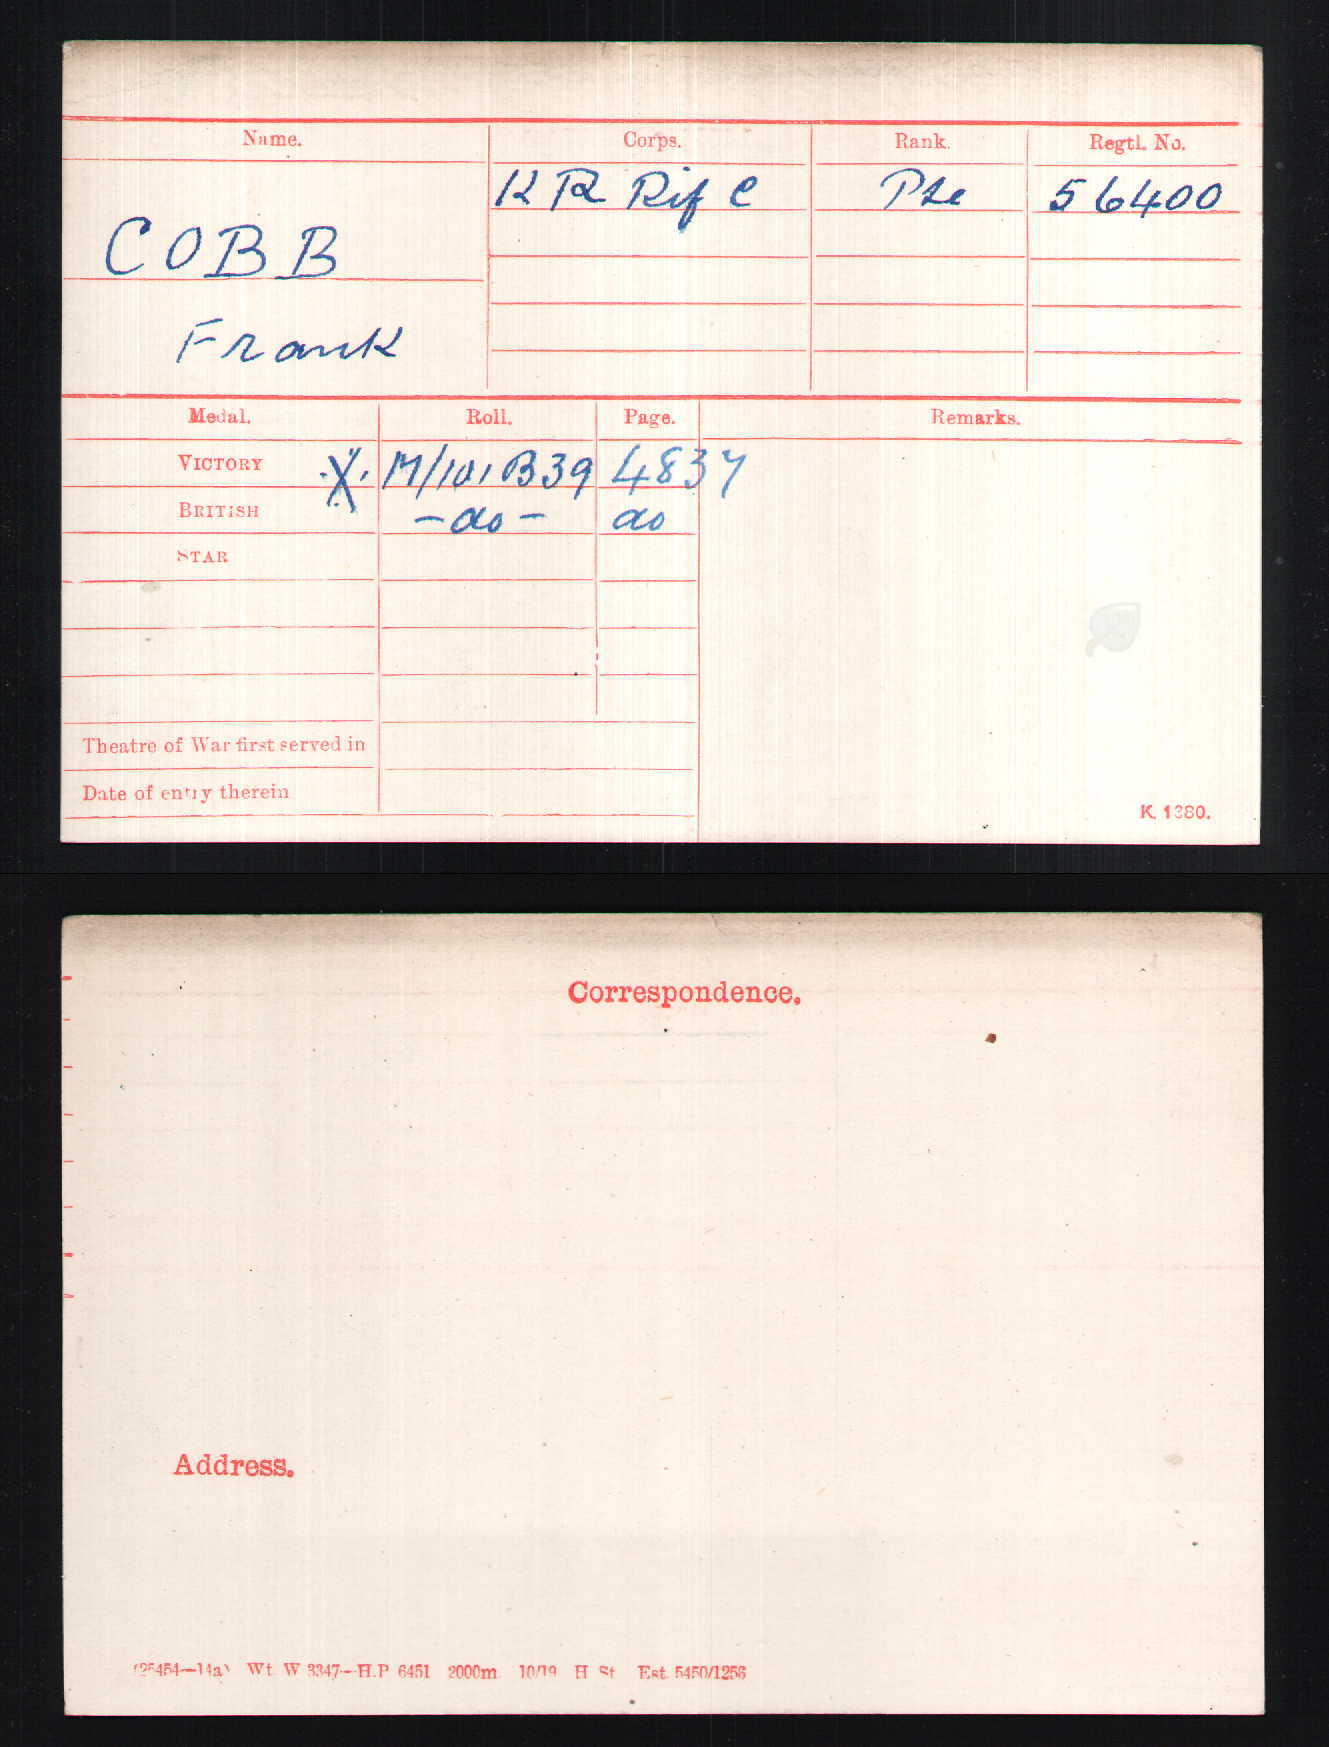 Name. Corps. Rank. Regtl. No.
K R Rif C Pte 56400
COBB
Frank
Medal. Roll. Page. Remarks.
VICTORY X M/101B39 4837
BRITISH -do- do
STAR
Theatre of War first served in
Date of entry therein
K. 1380.
Correspondence.
Address.
(25454—14a) Wt. W 3347—H.P 6451 2000m. 10/19 H St Est. 5450/1256